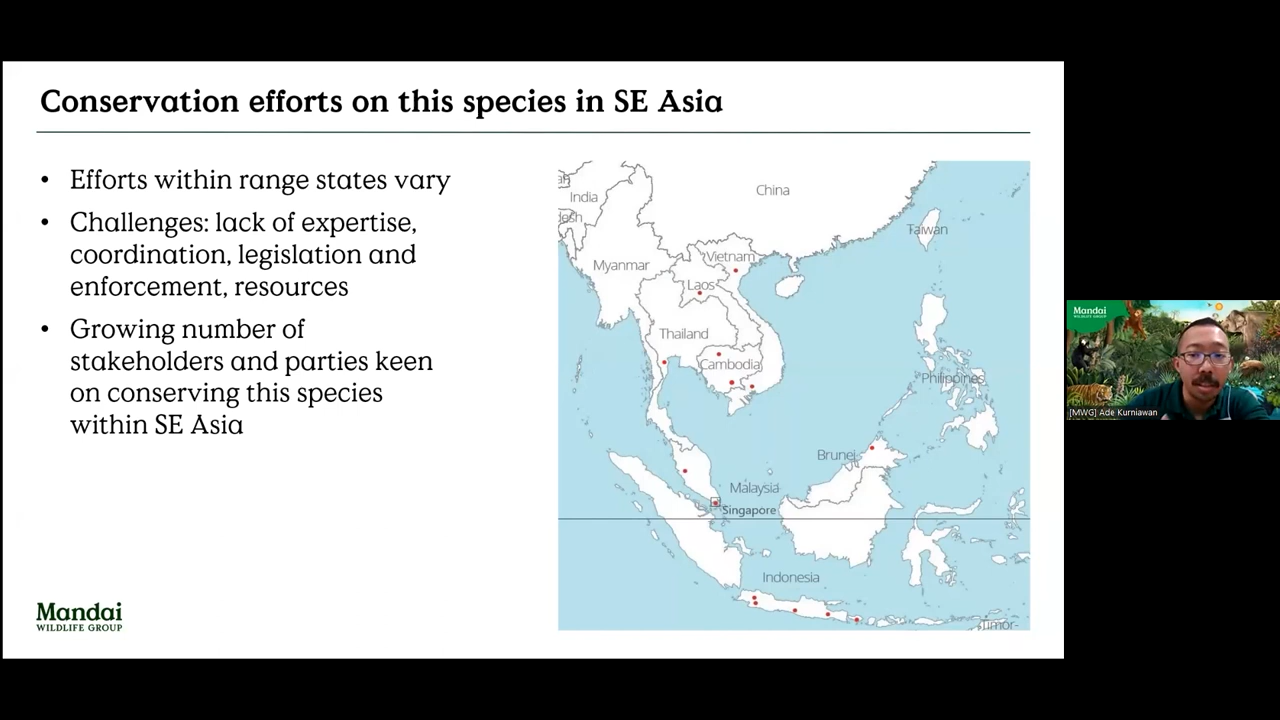 Conservation efforts on this species in SE Asia
• Efforts within range states vary
• Challenges: lack of expertise,
coordination, legislation and
enforcement, resources
• Growing number of
stakeholders and parties keen
on conserving this species
within SE Asia
India
China
esh
Taiwan
Myanmar
Vietnam
Laos
Thailand
Cambodia
Philippines
Brunei
Malaysia
Singapore
Indonesia
Timor-
Mandai
WILDLIFE GROUP
Mandai
WILDLIFE GROUP
[MWG] Ade Kurniawan